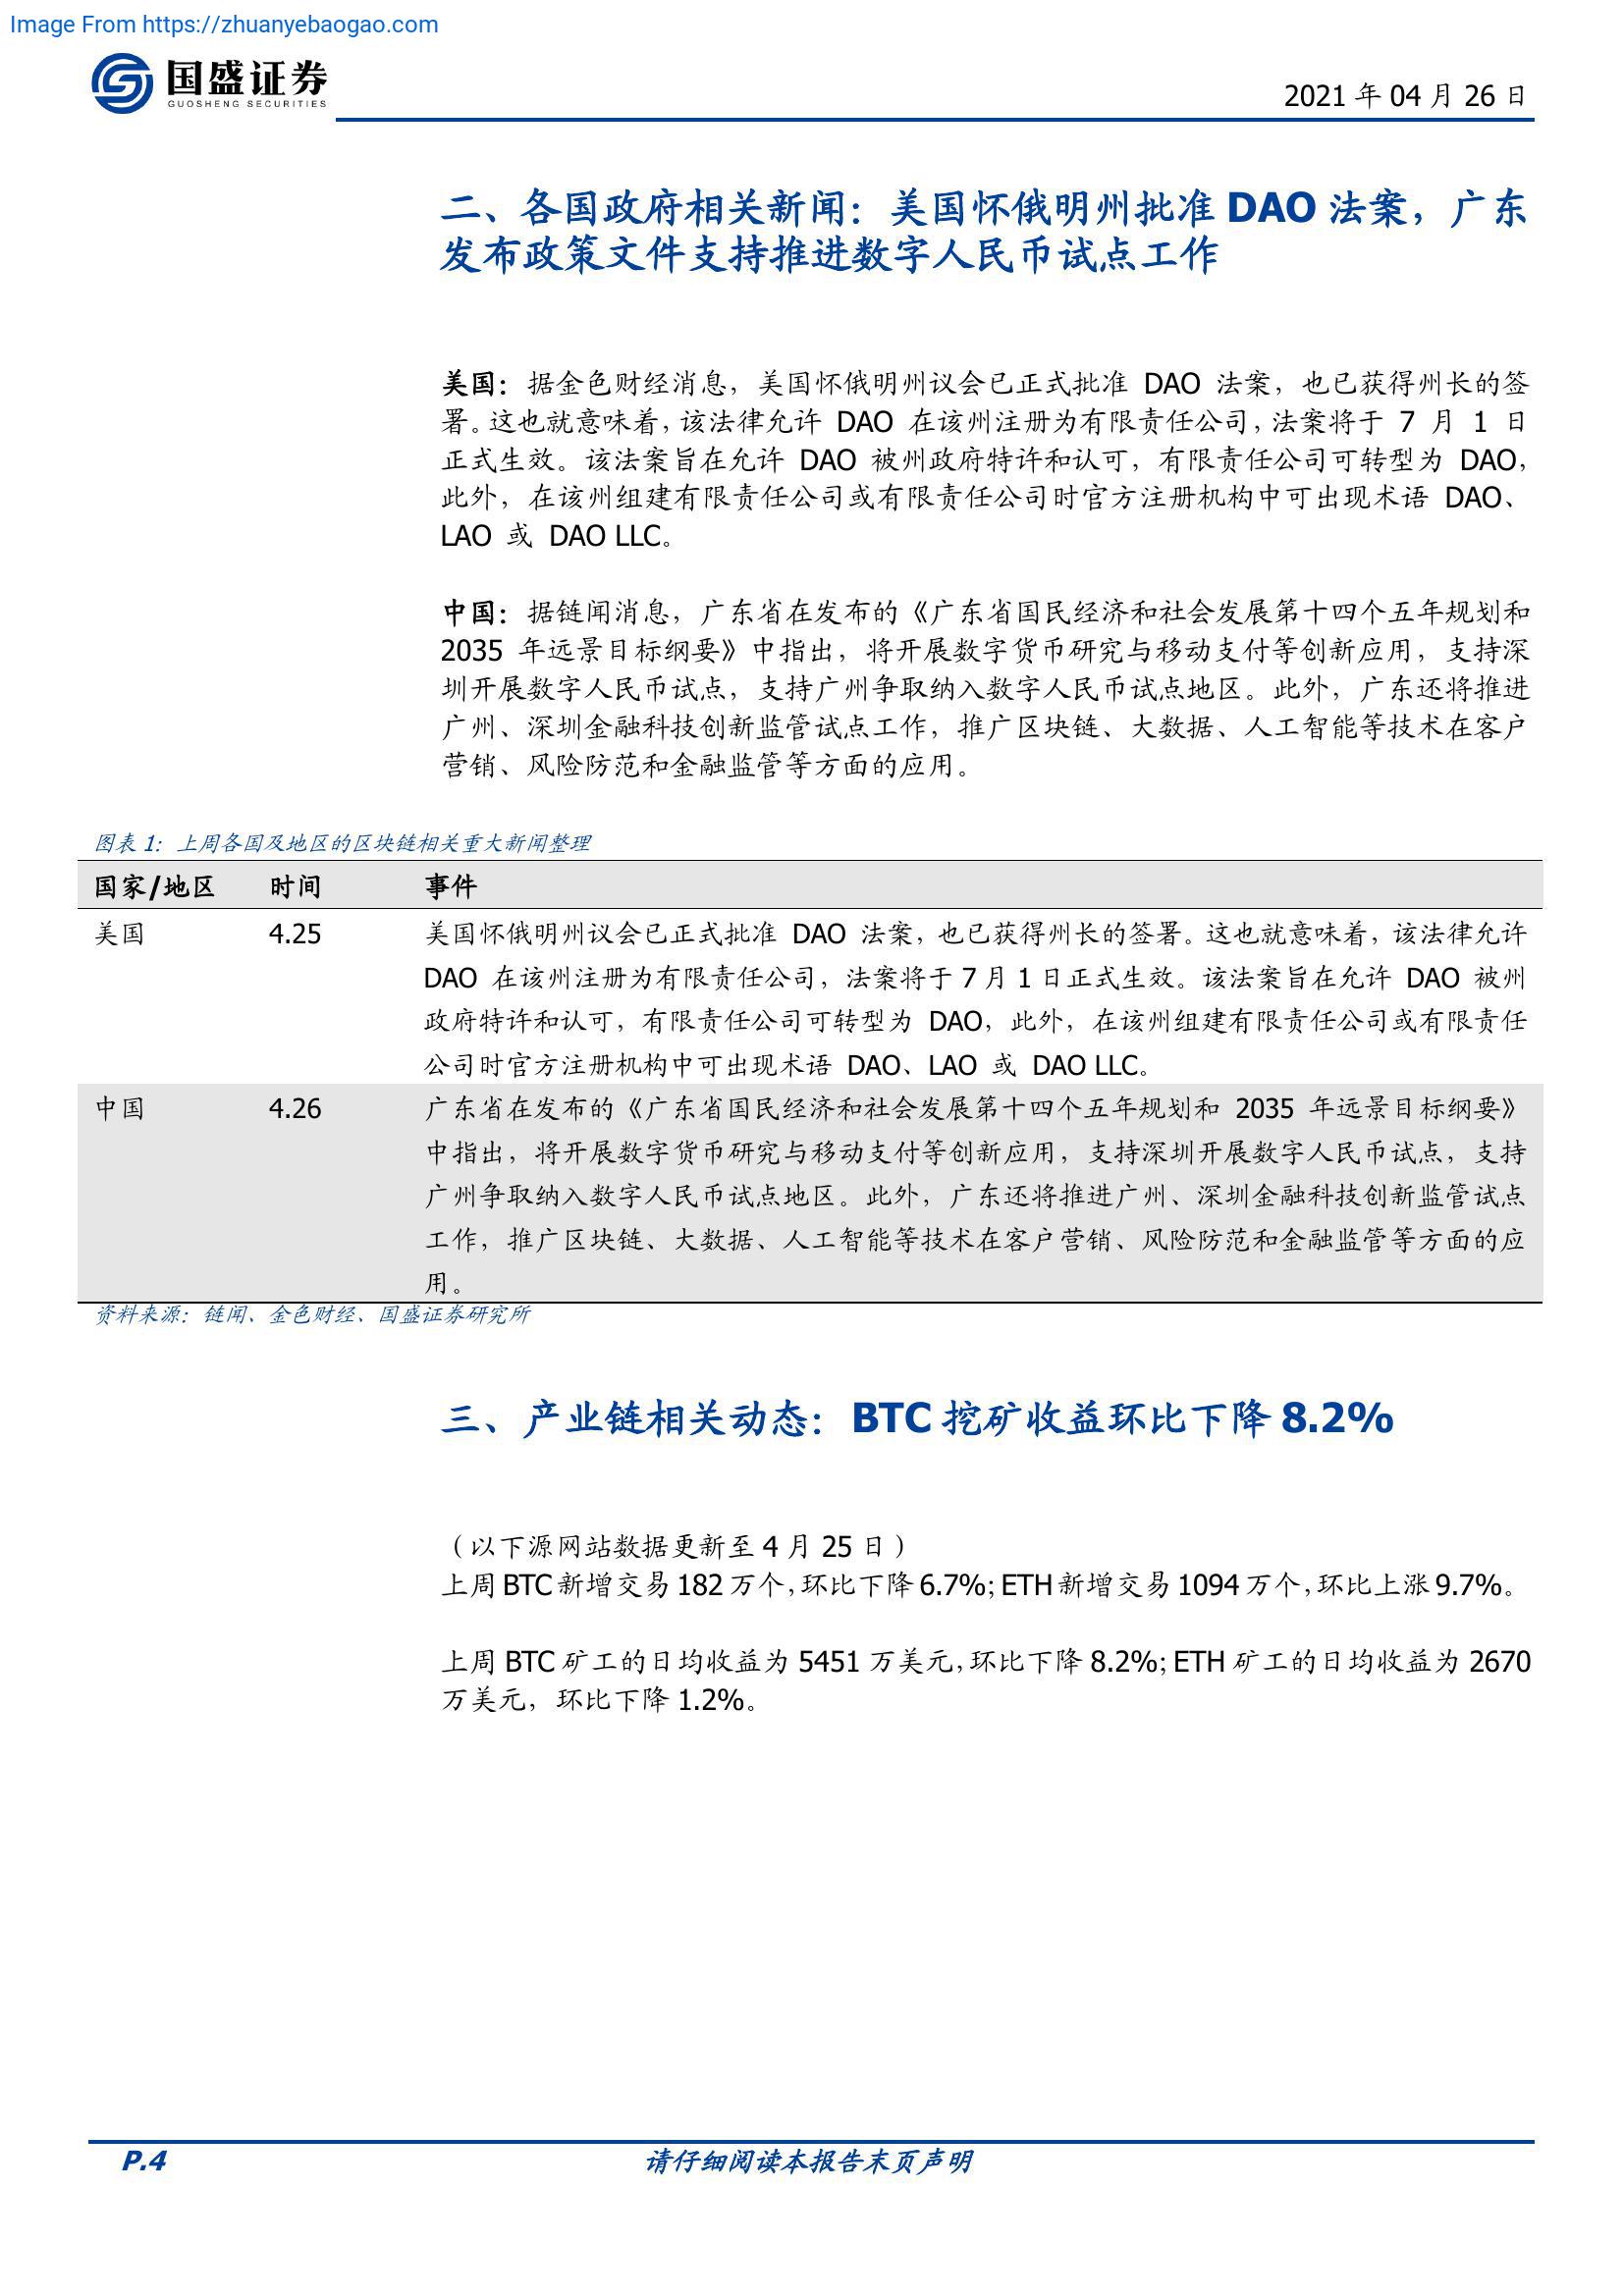 Image From https://zhuanyebaogao.com
国盛证券
GUOSHENG SECURITIES
2021 年 04 月 26 日
二、各国政府相关新闻：美国怀俄明州批准 DAO 法案，广东
发布政策文件支持推进数字人民币试点工作
美国：据金色财经消息，美国怀俄明州议会已正式批准 DAO 法案，也已获得州长的签
署。这也就意味着，该法律允许 DAO 在该州注册为有限责任公司，法案将于 7 月 1 日
正式生效。该法案旨在允许 DAO 被州政府特许和认可，有限责任公司可转型为 DAO，
此外，在该州组建有限责任公司或有限责任公司时官方注册机构中可出现术语 DAO、
LAO 或 DAO LLC。
中国：据链闻消息，广东省在发布的《广东省国民经济和社会发展第十四个五年规划和
2035 年远景目标纲要》中指出，将开展数字货币研究与移动支付等创新应用，支持深
圳开展数字人民币试点，支持广州争取纳入数字人民币试点地区。此外，广东还将推进
广州、深圳金融科技创新监管试点工作，推广区块链、大数据、人工智能等技术在客户
营销、风险防范和金融监管等方面的应用。
图表 1：上周各国及地区的区块链相关重大新闻整理
国家/地区 时间 事件
美国 4.25 美国怀俄明州议会已正式批准 DAO 法案，也已获得州长的签署。这也就意味着，该法律允许
DAO 在该州注册为有限责任公司，法案将于 7 月 1 日正式生效。该法案旨在允许 DAO 被州
政府特许和认可，有限责任公司可转型为 DAO，此外，在该州组建有限责任公司或有限责任
公司时官方注册机构中可出现术语 DAO、LAO 或 DAO LLC。
中国 4.26 广东省在发布的《广东省国民经济和社会发展第十四个五年规划和 2035 年远景目标纲要》
中指出，将开展数字货币研究与移动支付等创新应用，支持深圳开展数字人民币试点，支持
广州争取纳入数字人民币试点地区。此外，广东还将推进广州、深圳金融科技创新监管试点
工作，推广区块链、大数据、人工智能等技术在客户营销、风险防范和金融监管等方面的应
用。
资料来源：链闻、金色财经、国盛证券研究所
三、产业链相关动态：BTC 挖矿收益环比下降 8.2%
（以下源网站数据更新至 4 月 25 日）
上周 BTC 新增交易 182 万个，环比下降 6.7%；ETH 新增交易 1094 万个，环比上涨 9.7%。
上周 BTC 矿工的日均收益为 5451 万美元，环比下降 8.2%；ETH 矿工的日均收益为 2670
万美元，环比下降 1.2%。
P.4
请仔细阅读本报告末页声明